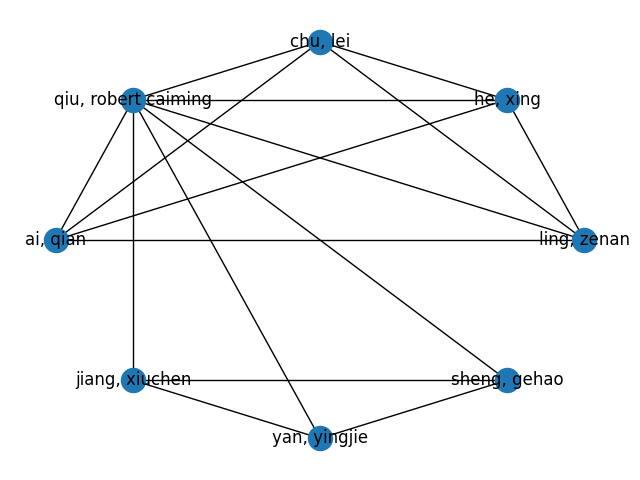 chu, lei
qiu, robert caiming
he, xing
ai, qian
ling, zenan
jiang, xiuchen
sheng, gehao
yan, yingjie